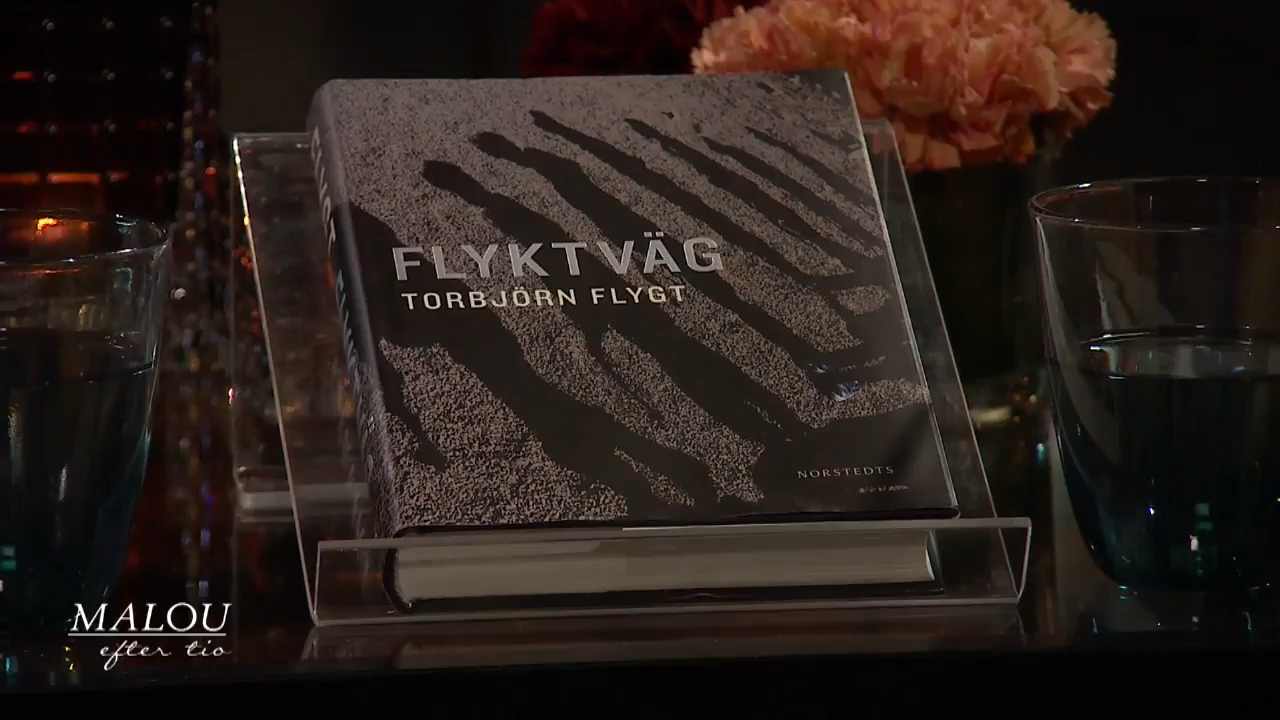 FLYKTVÄG
TORBJÖRN FLYGT
NORSTEDTS
MALOU
efter tio